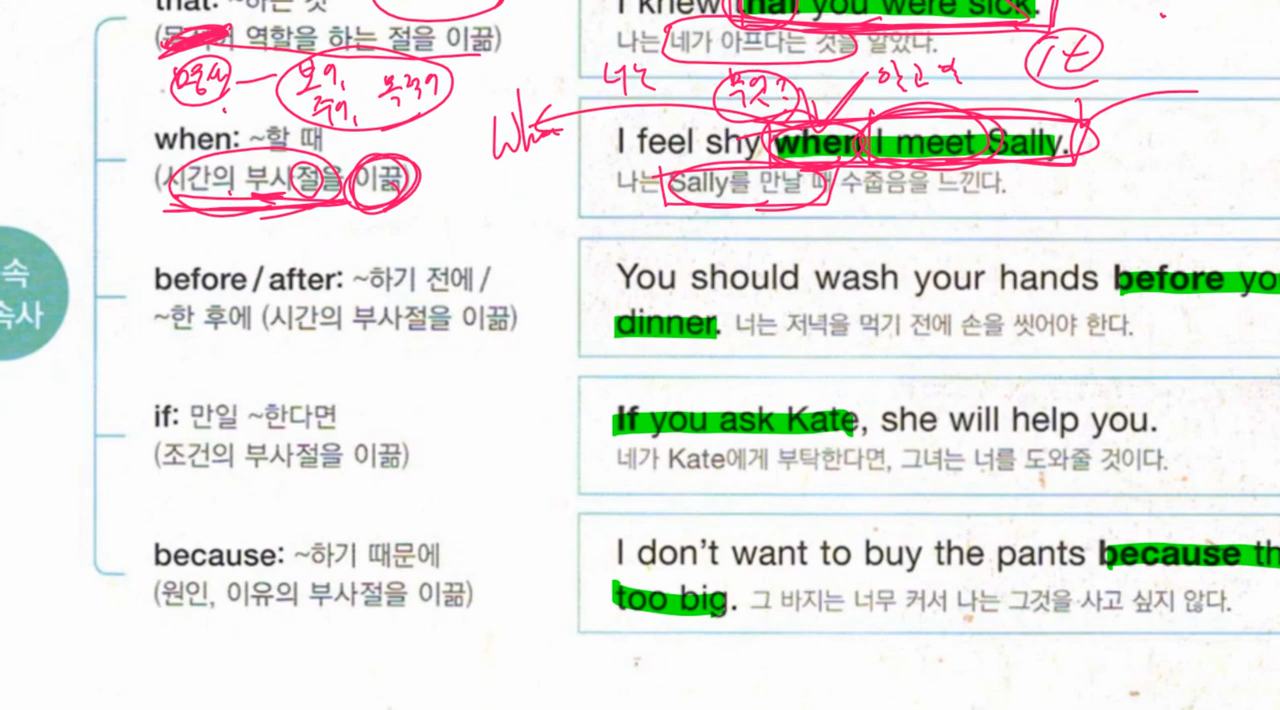 that: ~하는 것
역할을 하는 절을 이끎)
I knew that you were sick.
나는 네가 아프다는 것을 알았다.
it
보어,
주어,
목적어
너는
무엇?
알고 있
when: ~할 때
(시간의 부사절을 이끎)
I feel shy when I meet Sally.
나는 Sally를 만날 때 수줍음을 느낀다.
속
속사
before/after: ~하기 전에 /
~한 후에 (시간의 부사절을 이끎)
You should wash your hands before yo
dinner. 너는 저녁을 먹기 전에 손을 씻어야 한다.
if: 만일 ~한다면
(조건의 부사절을 이끎)
If you ask Kate, she will help you.
네가 Kate에게 부탁한다면, 그녀는 너를 도와줄 것이다.
because: ~하기 때문에
(원인, 이유의 부사절을 이끎)
I don't want to buy the pants because th
too big. 그 바지는 너무 커서 나는 그것을 사고 싶지 않다.